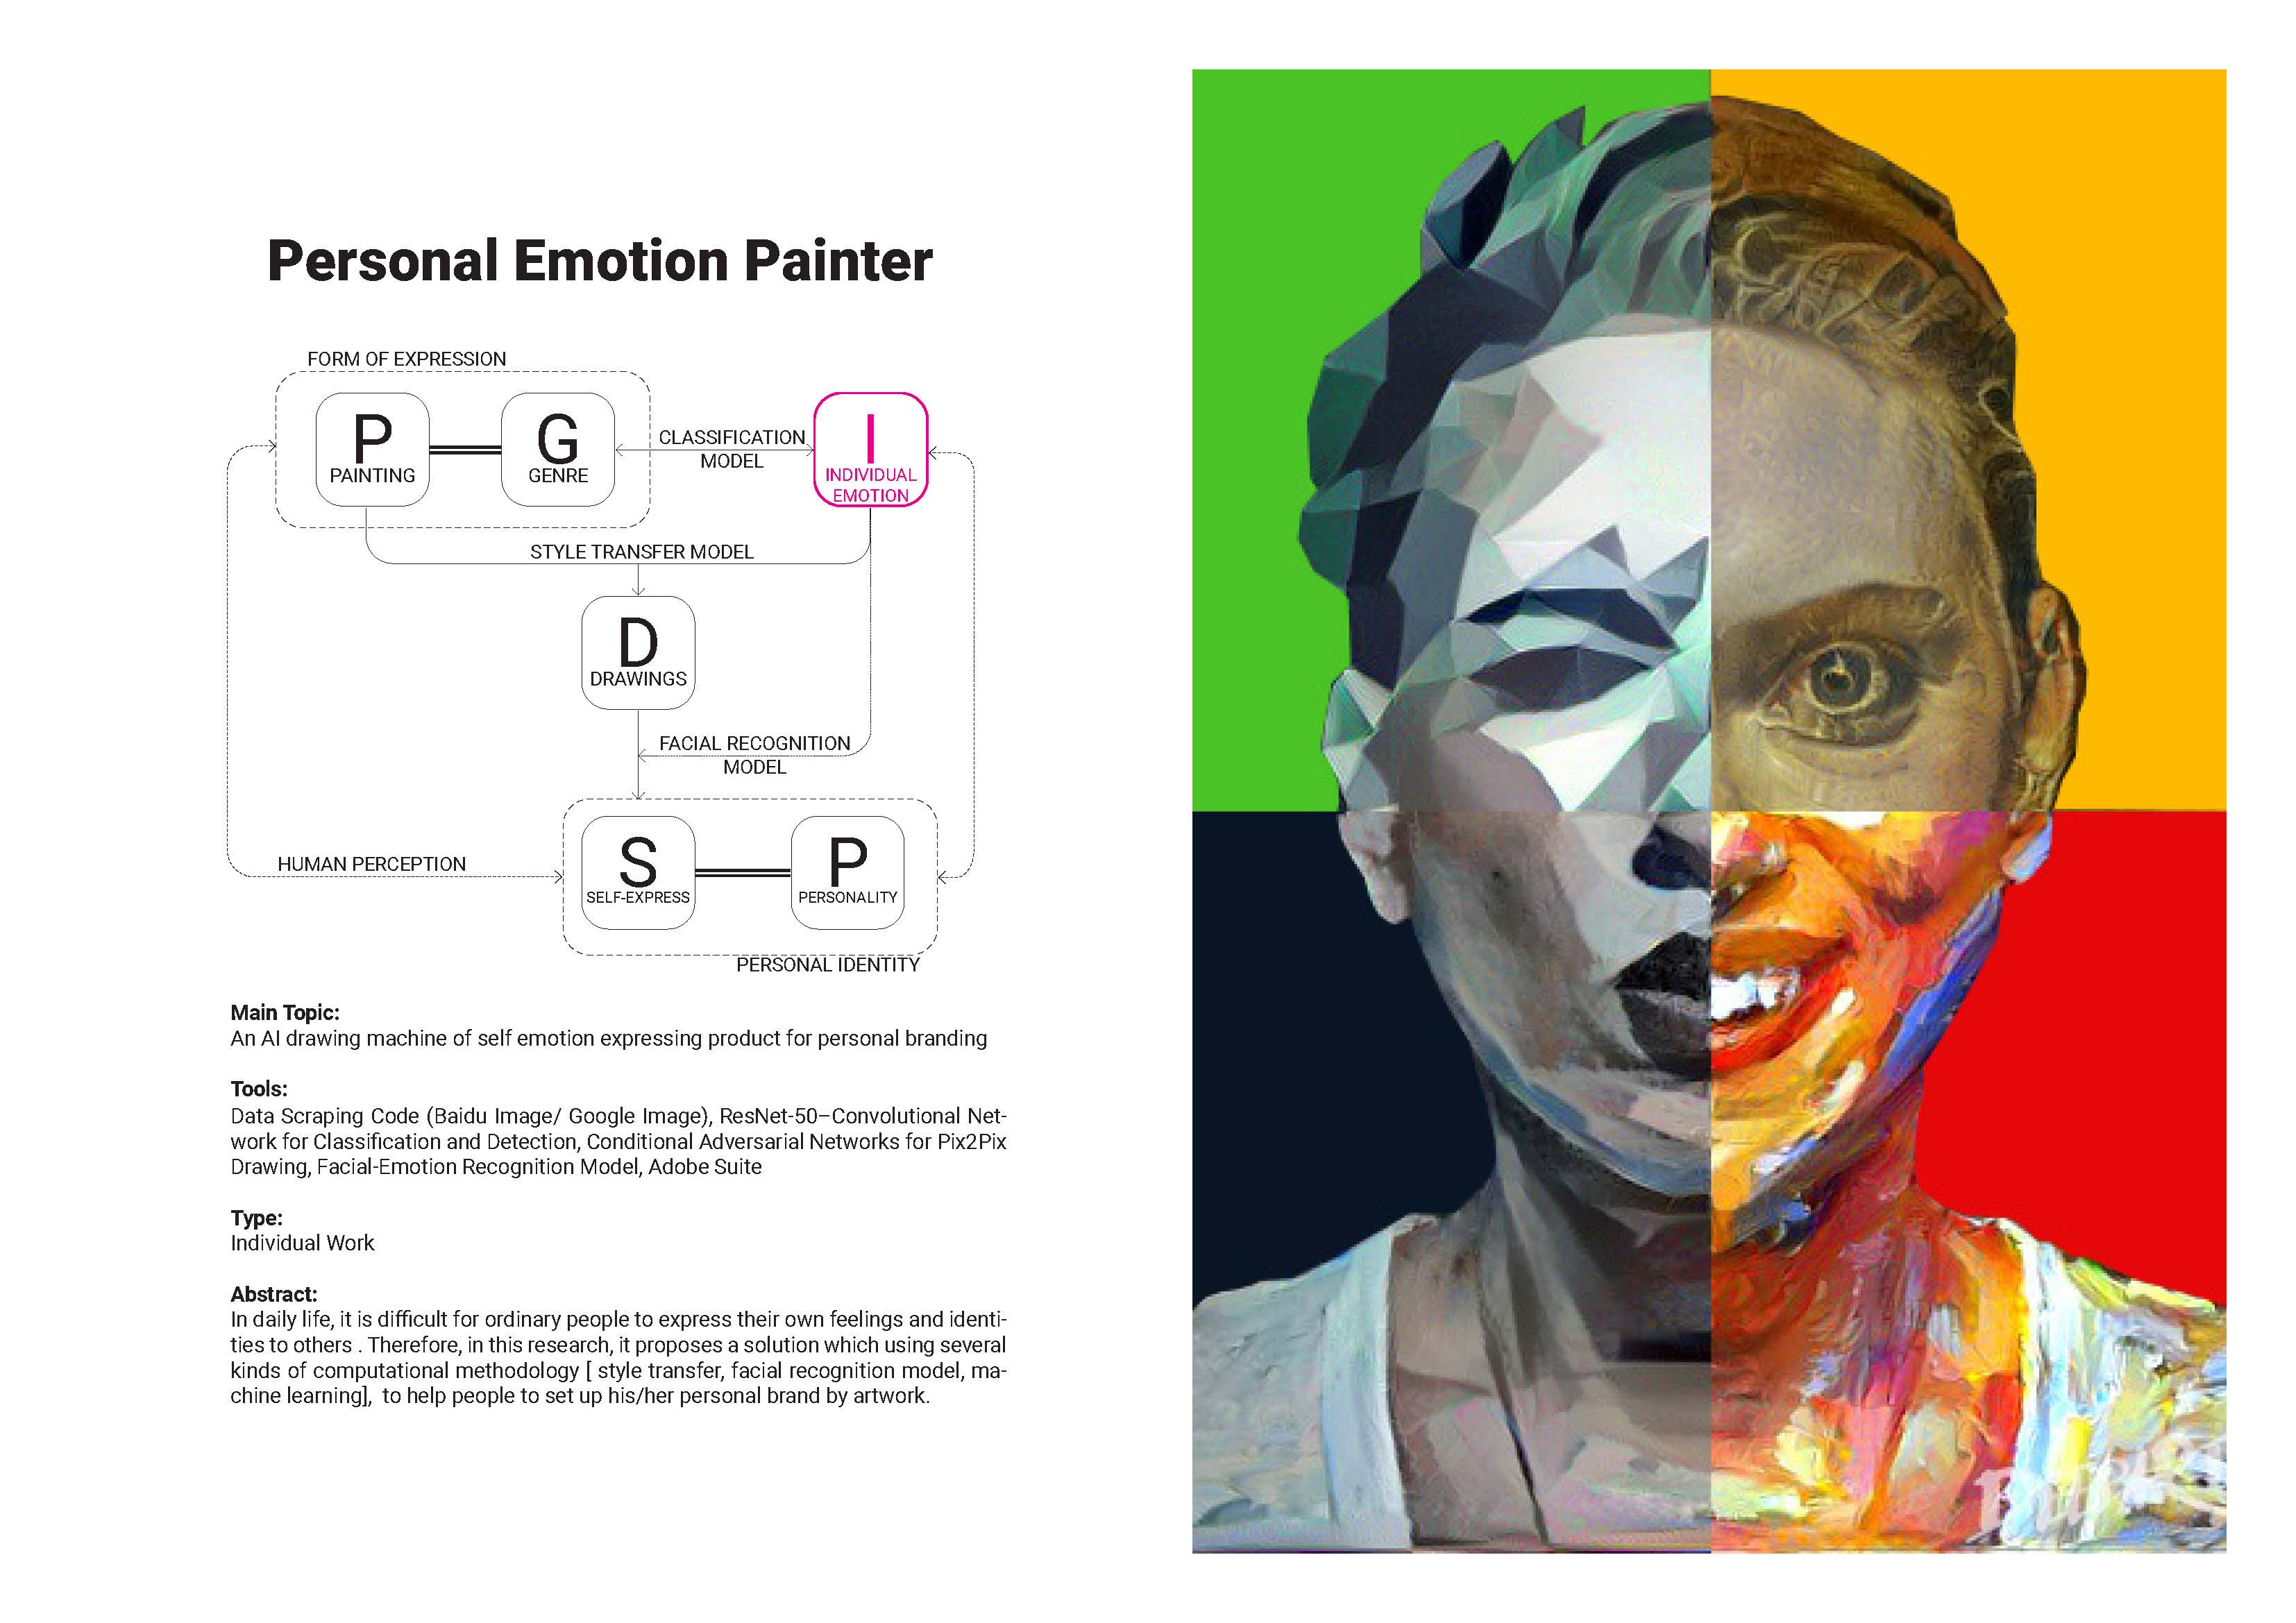 Personal Emotion Painter
FORM OF EXPRESSION
P
PAINTING
G
GENRE
CLASSIFICATION
MODEL
I
INDIVIDUAL
EMOTION
STYLE TRANSFER MODEL
D
DRAWINGS
FACIAL RECOGNITION
MODEL
HUMAN PERCEPTION
S
SELF-EXPRESS
P
PERSONALITY
PERSONAL IDENTITY
Main Topic:
An AI drawing machine of self emotion expressing product for personal branding
Tools:
Data Scraping Code (Baidu Image/ Google Image), ResNet-50–Convolutional Net-
work for Classification and Detection, Conditional Adversarial Networks for Pix2Pix
Drawing, Facial-Emotion Recognition Model, Adobe Suite
Type:
Individual Work
Abstract:
In daily life, it is difficult for ordinary people to express their own feelings and identi-
ties to others . Therefore, in this research, it proposes a solution which using several
kinds of computational methodology [ style transfer, facial recognition model, ma-
chine learning],  to help people to set up his/her personal brand by artwork.